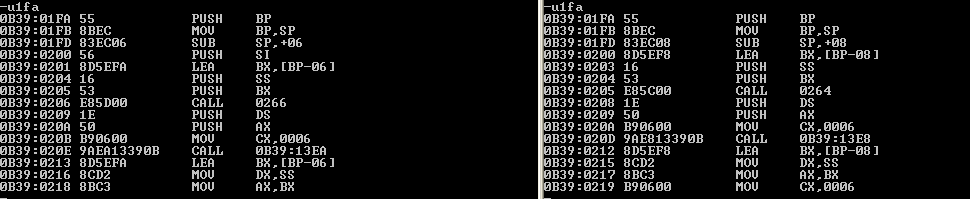 -u1fa
0B39:01FA 55 PUSH BP
0B39:01FB 8BEC MOV BP,SP
0B39:01FD 83EC06 SUB SP,+06
0B39:0200 56 PUSH SI
0B39:0201 8D5EFA LEA BX,[BP-06]
0B39:0204 16 PUSH SS
0B39:0205 53 PUSH BX
0B39:0206 E85D00 CALL 0266
0B39:0209 1E PUSH DS
0B39:020A 50 PUSH AX
0B39:020B B90600 MOV CX,0006
0B39:020E 9AEA13390B CALL 0B39:13EA
0B39:0213 8D5EFA LEA BX,[BP-06]
0B39:0216 8CD2 MOV DX,SS
0B39:0218 8BC3 MOV AX,BX
-u1fa
0B39:01FA 55 PUSH BP
0B39:01FB 8BEC MOV BP,SP
0B39:01FD 83EC08 SUB SP,+08
0B39:0200 8D5EF8 LEA BX,[BP-08]
0B39:0203 16 PUSH SS
0B39:0204 53 PUSH BX
0B39:0205 E85C00 CALL 0264
0B39:0208 1E PUSH DS
0B39:0209 50 PUSH AX
0B39:020A B90600 MOV CX,0006
0B39:020D 9AE813390B CALL 0B39:13E8
0B39:0212 8D5EF8 LEA BX,[BP-08]
0B39:0215 8CD2 MOV DX,SS
0B39:0217 8BC3 MOV AX,BX
0B39:0219 B90600 MOV CX,0006